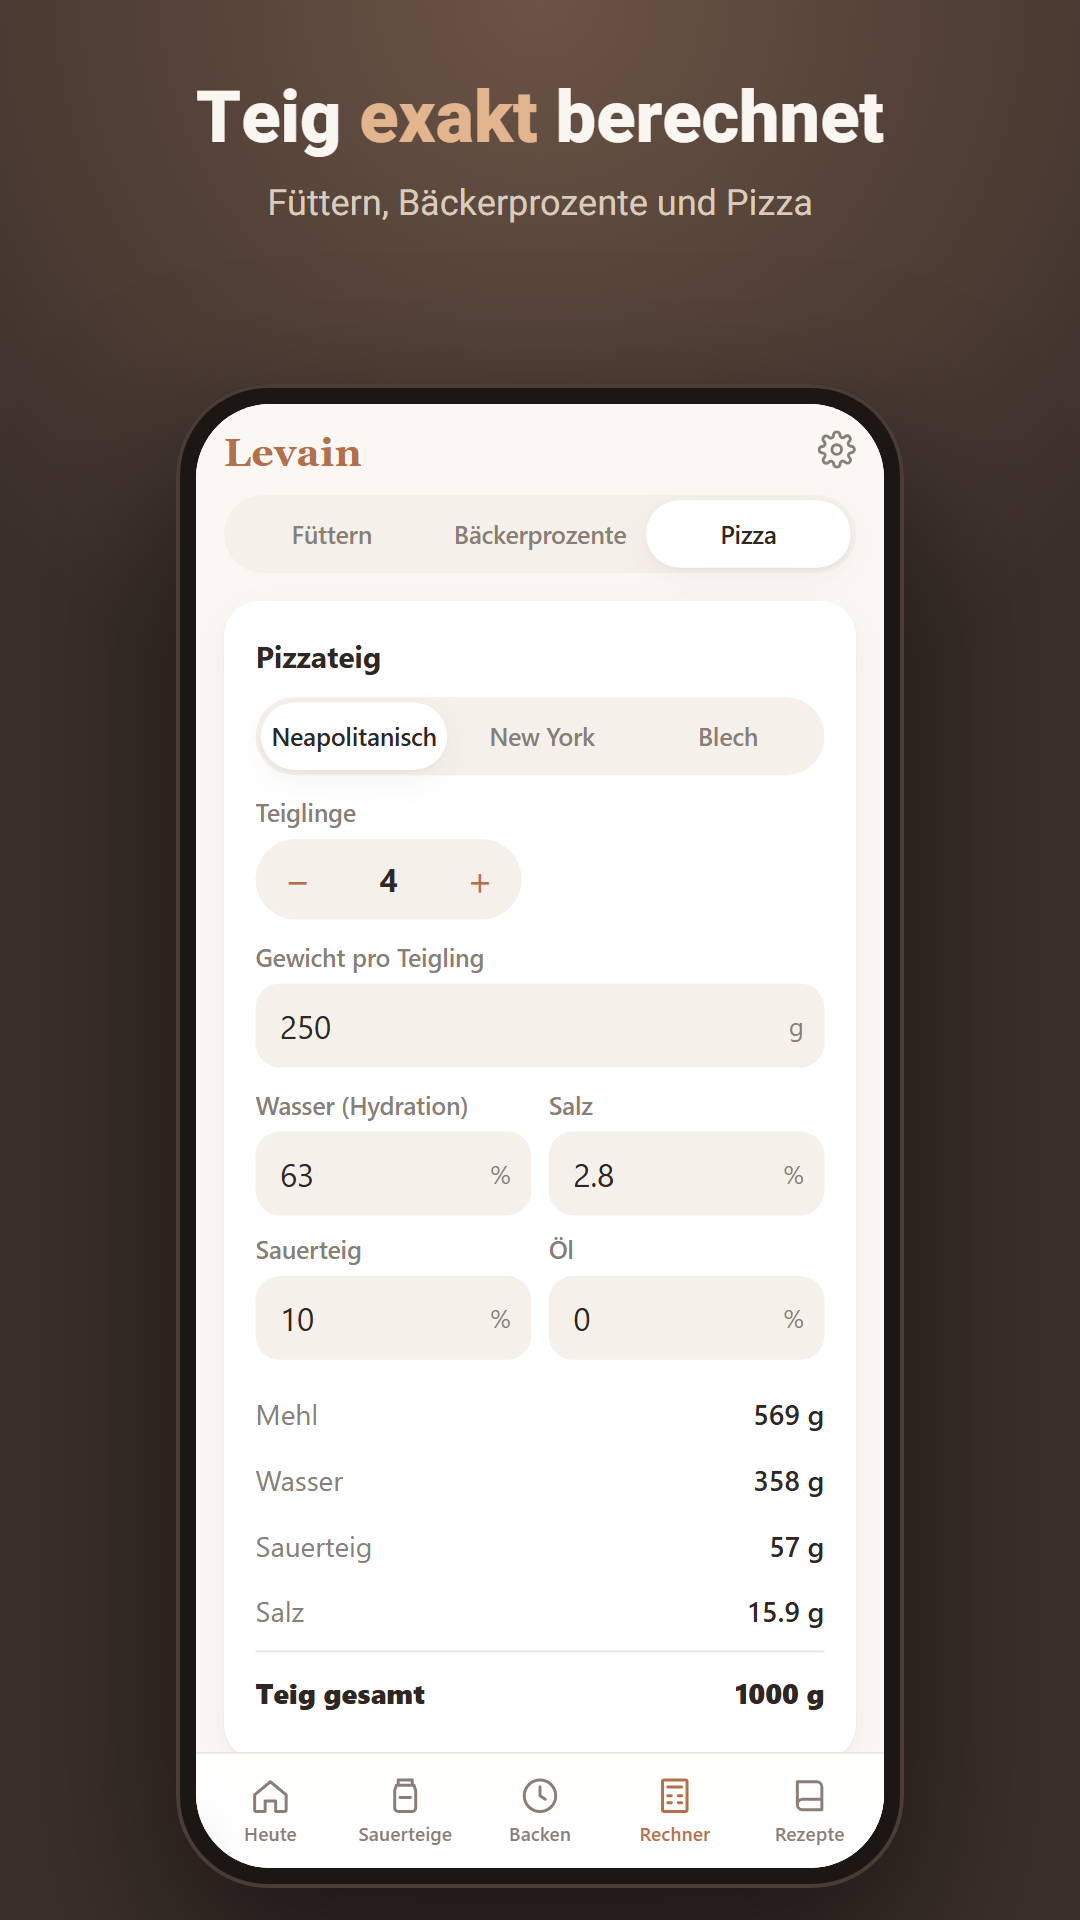 Teig exakt berechnet
Füttern, Bäckerprozente und Pizza
Levain
Füttern Bäckerprozente Pizza
Pizzateig
Neapolitanisch New York Blech
Teiglinge
− 4 +
Gewicht pro Teigling
250 g
Wasser (Hydration) Salz
63 % 2.8 %
Sauerteig Öl
10 % 0 %
Mehl 569 g
Wasser 358 g
Sauerteig 57 g
Salz 15.9 g
Teig gesamt 1000 g
Heute Sauerteige Backen Rechner Rezepte